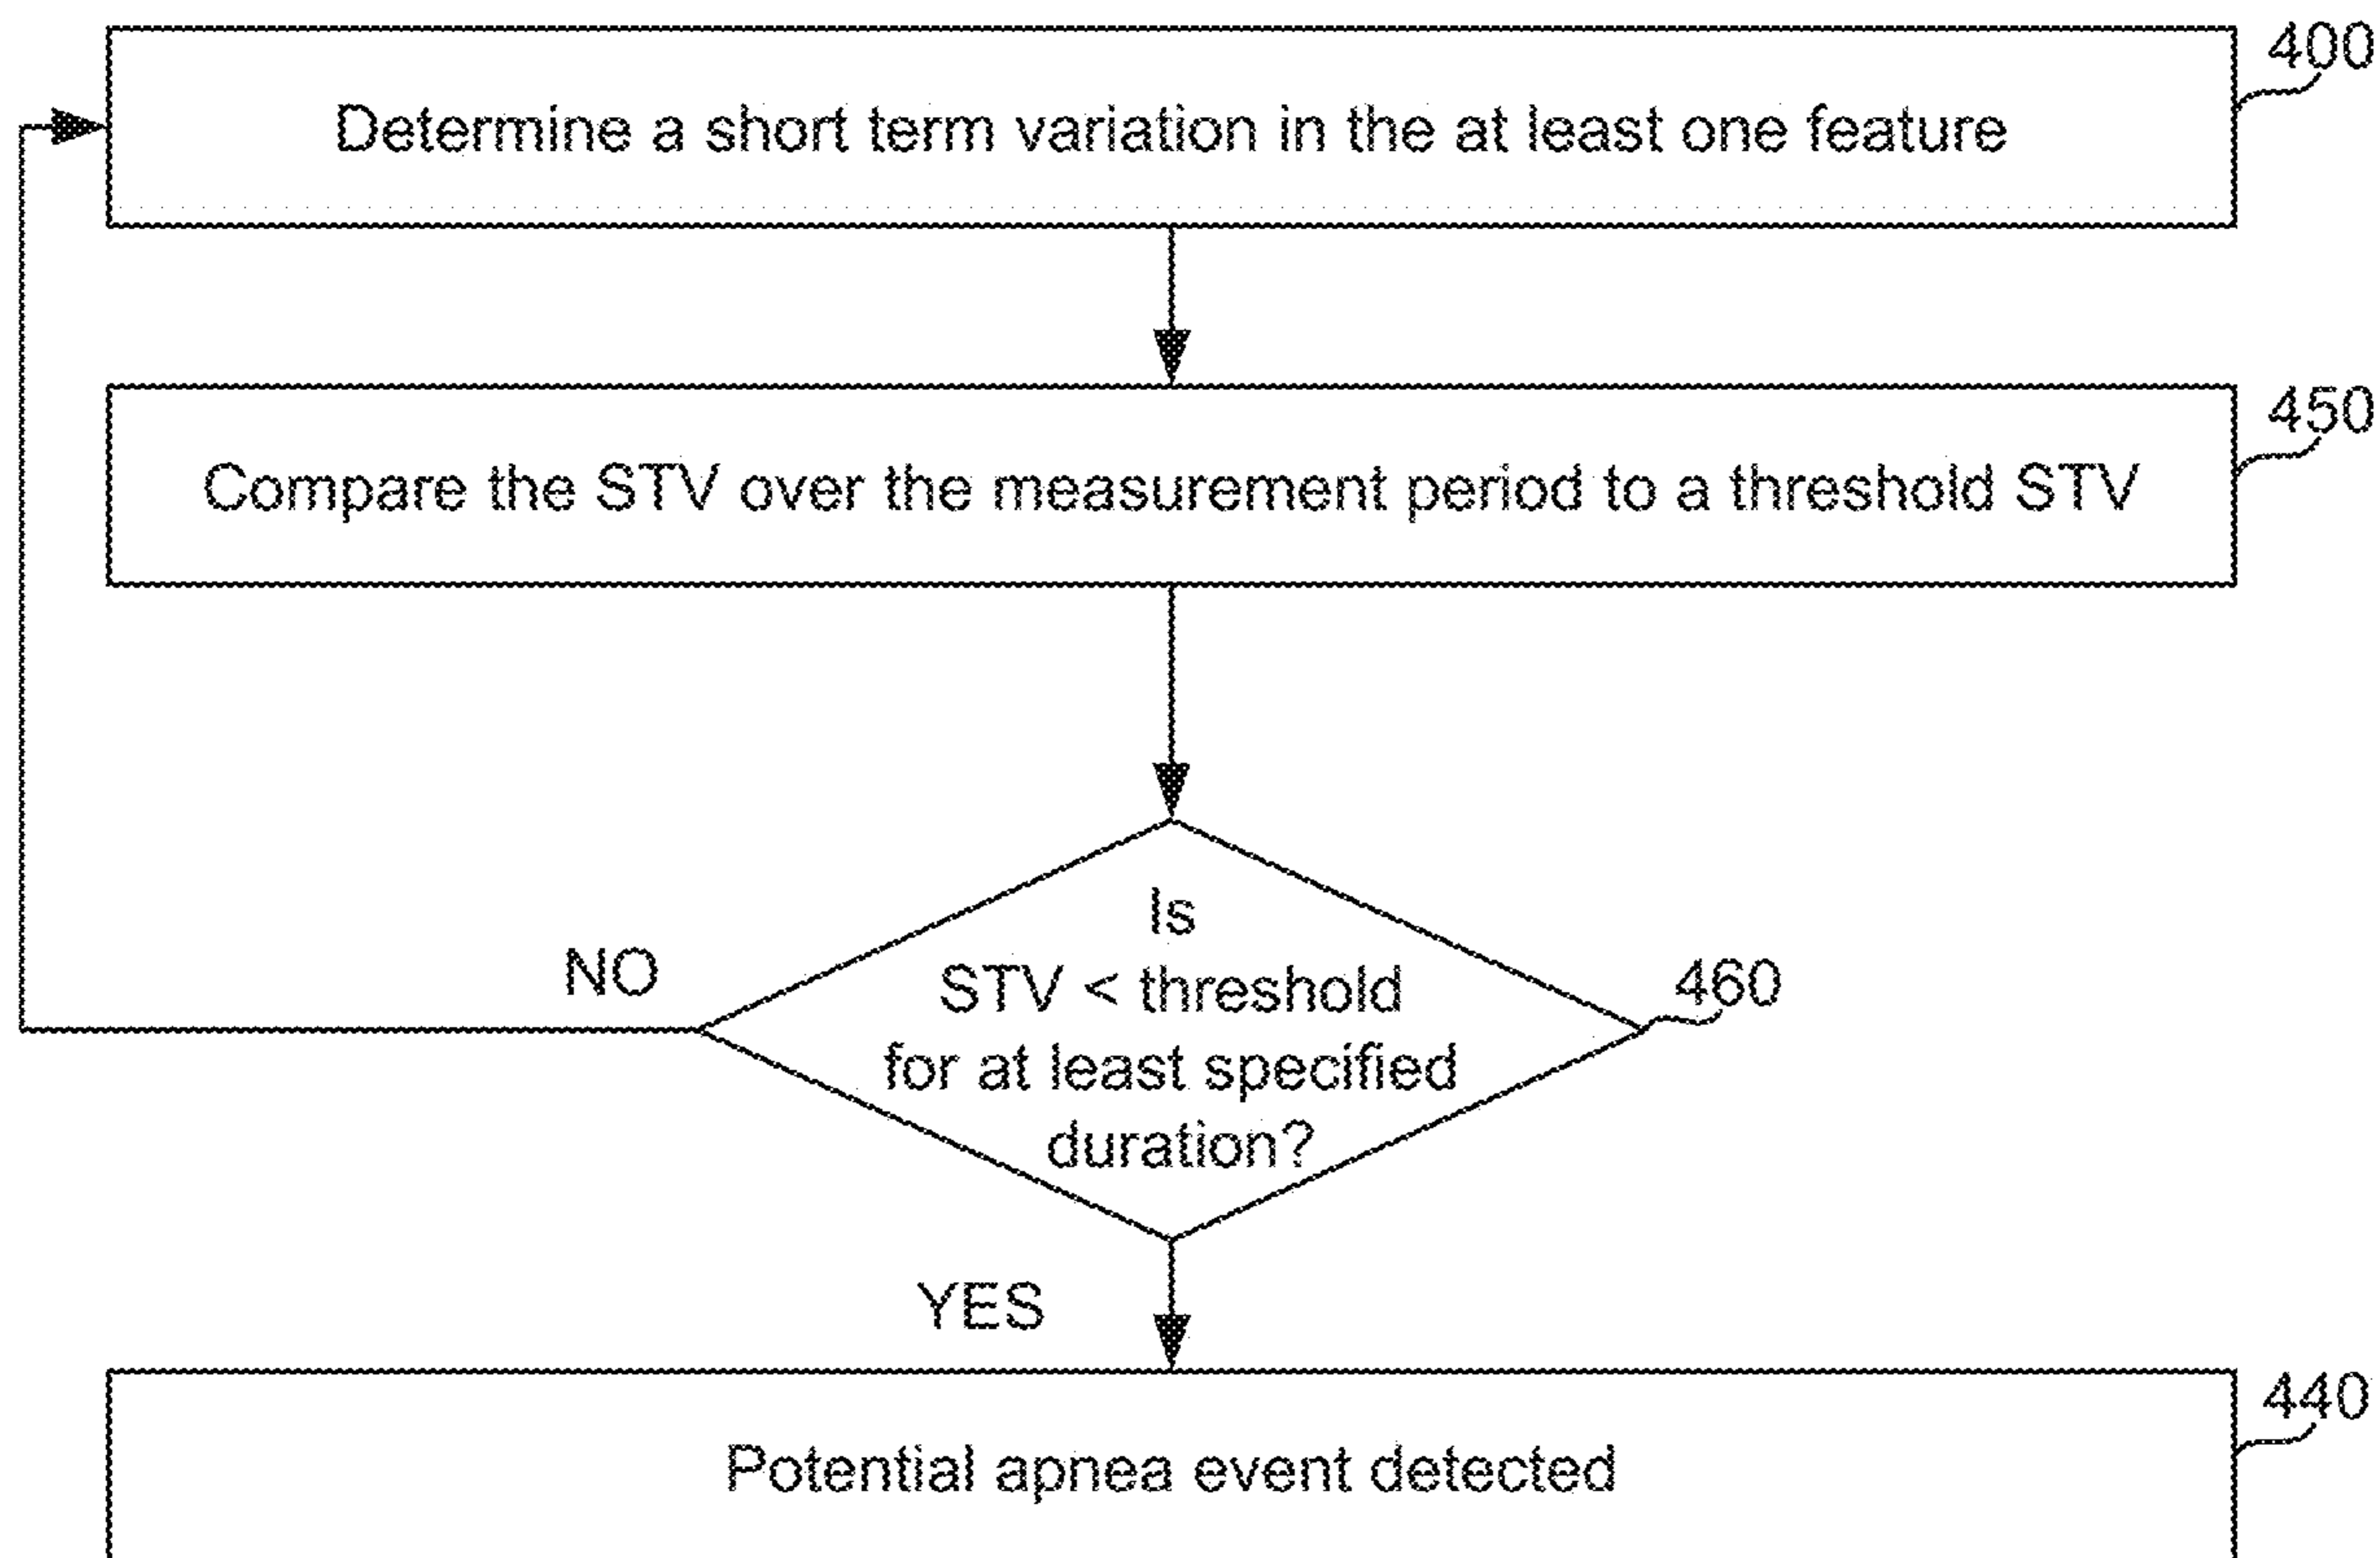 400
Determine a short term variation in the at least one feature
450
Compare the STV over the measurement period to a threshold STV
Is
STV < threshold
for at least specified
duration?
NO
460
YES
440
Potential apnea event detected